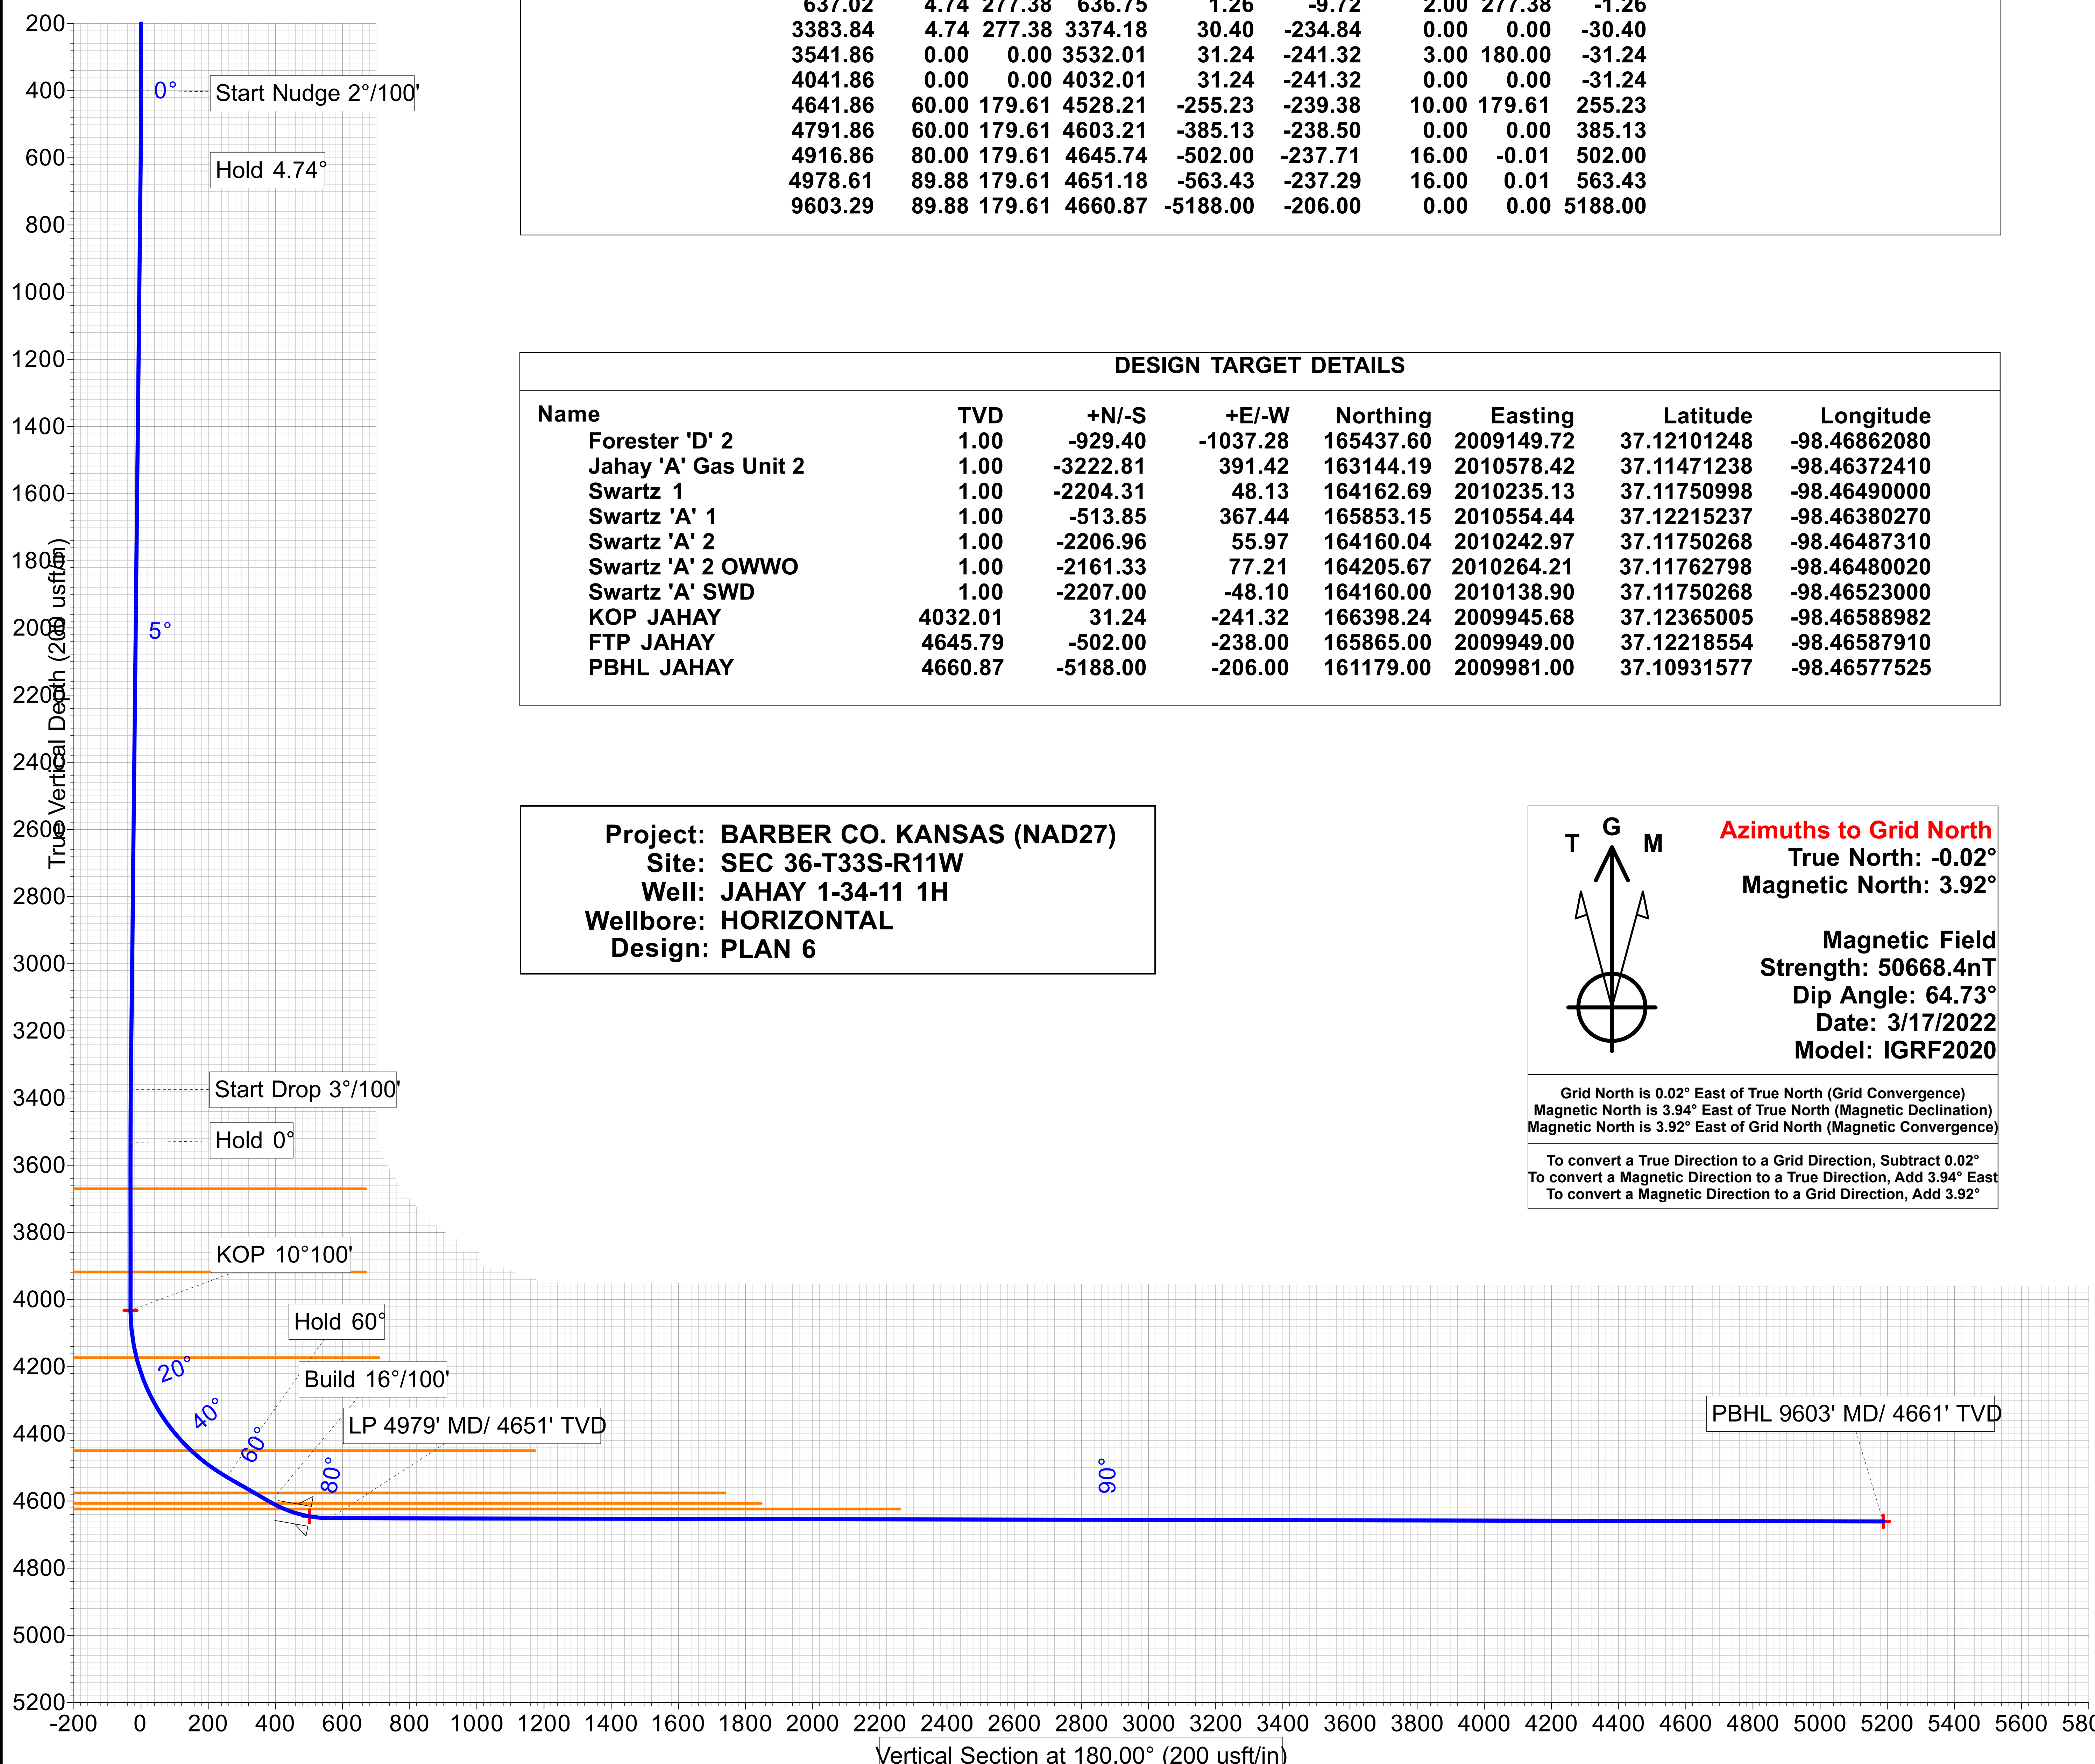 637.02 4.74 277.38 636.75 1.26 -9.72 2.00 277.38 -1.26
3383.84 4.74 277.38 3374.18 30.40 -234.84 0.00 0.00 -30.40
3541.86 0.00 0.00 3532.01 31.24 -241.32 3.00 180.00 -31.24
4041.86 0.00 0.00 4032.01 31.24 -241.32 0.00 0.00 -31.24
4641.86 60.00 179.61 4528.21 -255.23 -239.38 10.00 179.61 255.23
4791.86 60.00 179.61 4603.21 -385.13 -238.50 0.00 0.00 385.13
4916.86 80.00 179.61 4645.74 -502.00 -237.71 16.00 -0.01 502.00
4978.61 89.88 179.61 4651.18 -563.43 -237.29 16.00 0.01 563.43
9603.29 89.88 179.61 4660.87 -5188.00 -206.00 0.00 0.00 5188.00
DESIGN TARGET DETAILS
Name TVD +N/-S +E/-W Northing Easting Latitude Longitude
Forester 'D' 2 1.00 -929.40 -1037.28 165437.60 2009149.72 37.12101248 -98.46862080
Jahay 'A' Gas Unit 2 1.00 -3222.81 391.42 163144.19 2010578.42 37.11471238 -98.46372410
Swartz 1 1.00 -2204.31 48.13 164162.69 2010235.13 37.11750998 -98.46490000
Swartz 'A' 1 1.00 -513.85 367.44 165853.15 2010554.44 37.12215237 -98.46380270
Swartz 'A' 2 1.00 -2206.96 55.97 164160.04 2010242.97 37.11750268 -98.46487310
Swartz 'A' 2 OWWO 1.00 -2161.33 77.21 164205.67 2010264.21 37.11762798 -98.46480020
Swartz 'A' SWD 1.00 -2207.00 -48.10 164160.00 2010138.90 37.11750268 -98.46523000
KOP JAHAY 4032.01 31.24 -241.32 166398.24 2009945.68 37.12365005 -98.46588982
FTP JAHAY 4645.79 -502.00 -238.00 165865.00 2009949.00 37.12218554 -98.46587910
PBHL JAHAY 4660.87 -5188.00 -206.00 161179.00 2009981.00 37.10931577 -98.46577525
Project: BARBER CO. KANSAS (NAD27)
Site: SEC 36-T33S-R11W
Well: JAHAY 1-34-11 1H
Wellbore: HORIZONTAL
Design: PLAN 6
T G M
Azimuths to Grid North
True North: -0.02°
Magnetic North: 3.92°
Magnetic Field
Strength: 50668.4nT
Dip Angle: 64.73°
Date: 3/17/2022
Model: IGRF2020
Grid North is 0.02° East of True North (Grid Convergence)
Magnetic North is 3.94° East of True North (Magnetic Declination)
Magnetic North is 3.92° East of Grid North (Magnetic Convergence)
To convert a True Direction to a Grid Direction, Subtract 0.02°
To convert a Magnetic Direction to a True Direction, Add 3.94° East
To convert a Magnetic Direction to a Grid Direction, Add 3.92°
200
400
600
800
1000
1200
1400
1600
1800
2000
2200
2400
2600
2800
3000
3200
3400
3600
3800
4000
4200
4400
4600
4800
5000
5200
True Vertical Depth (200 usft/in)
0°
Start Nudge 2°/100'
Hold 4.74°
5°
Start Drop 3°/100'
Hold 0°
KOP 10°100'
Hold 60°
20°
Build 16°/100'
40°
LP 4979' MD/ 4651' TVD
60°
80°
90°
PBHL 9603' MD/ 4661' TVD
-200 0 200 400 600 800 1000 1200 1400 1600 1800 2000 2200 2400 2600 2800 3000 3200 3400 3600 3800 4000 4200 4400 4600 4800 5000 5200 5400 5600
Vertical Section at 180.00° (200 usft/in)